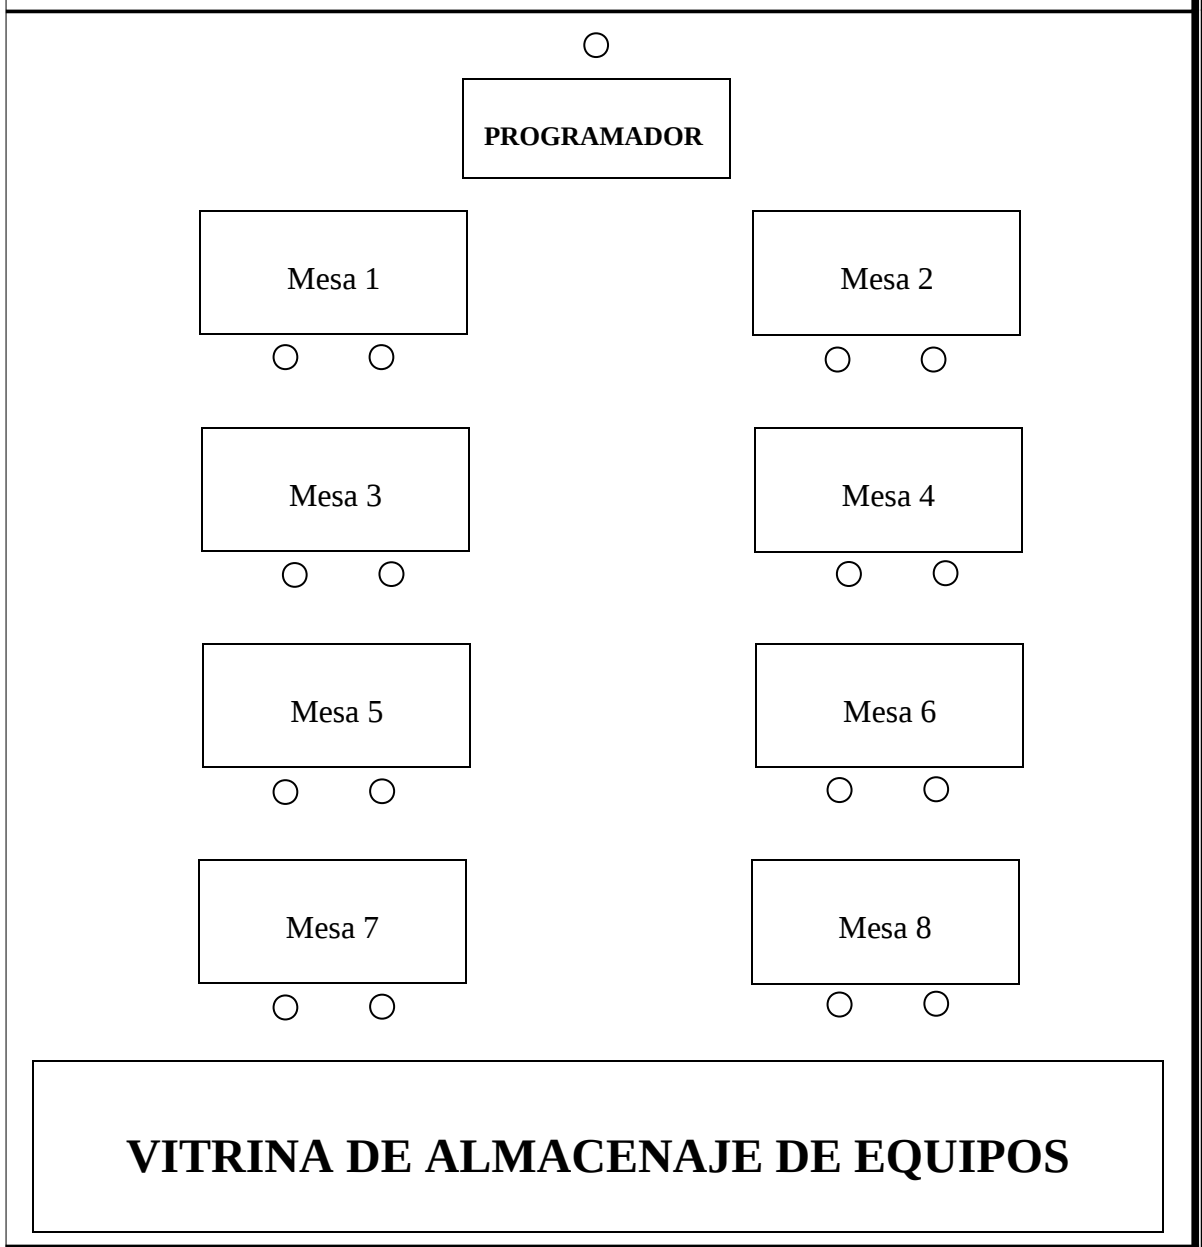 PROGRAMADOR
Mesa 1
Mesa 2
Mesa 3
Mesa 4
Mesa 5
Mesa 6
Mesa 7
Mesa 8
VITRINA DE ALMACENAJE DE EQUIPOS